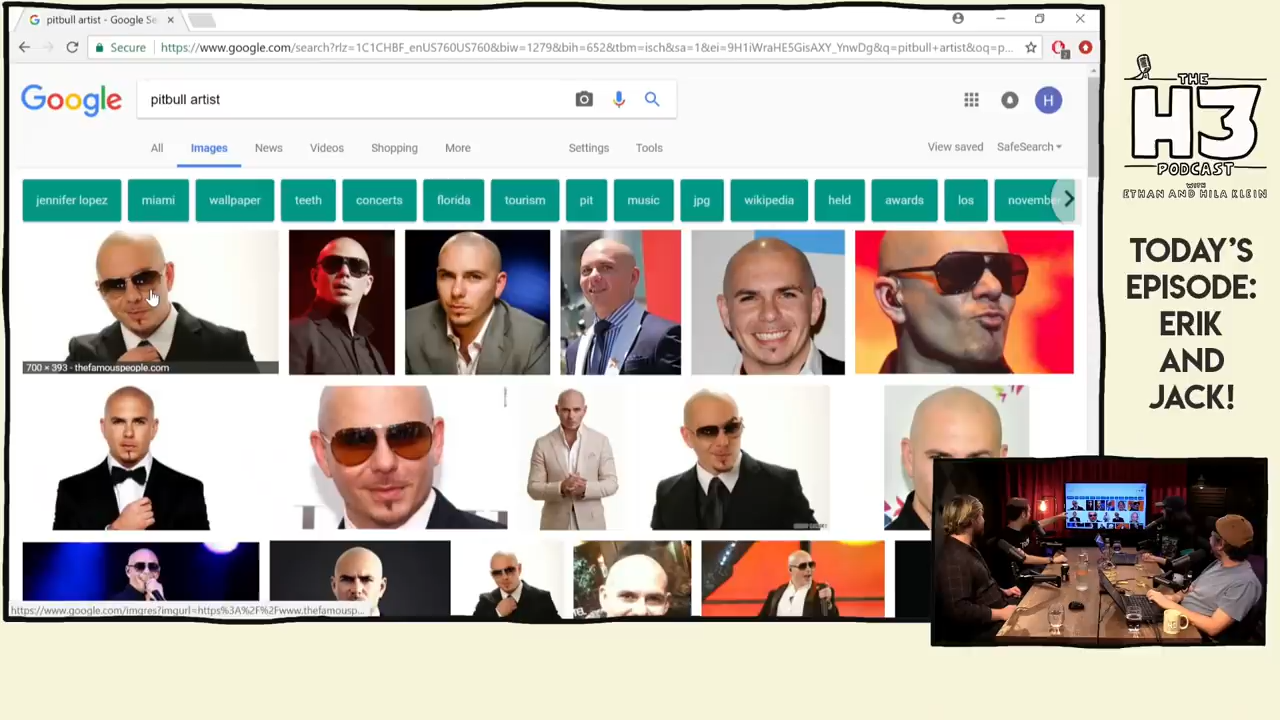 pitbull artist - Google Se
Secure
https://www.google.com/search?rlz=1C1CHBF_enUS760US760&biw=1279&bih=652&tbm=isch&sa=1&ei=9H1iWraHE5GisAXY_YnwDg&q=pitbull+artist&oq=p...
Google
pitbull artist
H
All
Images
News
Videos
Shopping
More
Settings
Tools
View saved
SafeSearch
jennifer lopez
miami
wallpaper
teeth
concerts
florida
tourism
pit
music
jpg
wikipedia
held
awards
los
november
700 × 393 - thefamouspeople.com
https://www.google.com/imgres?imgurl=https%3A%2F%2Fwww.thefamousp...
THE
H3
PODCAST
WITH
ETHAN AND HILA KLEIN
TODAY'S
EPISODE:
ERIK
AND
JACK!